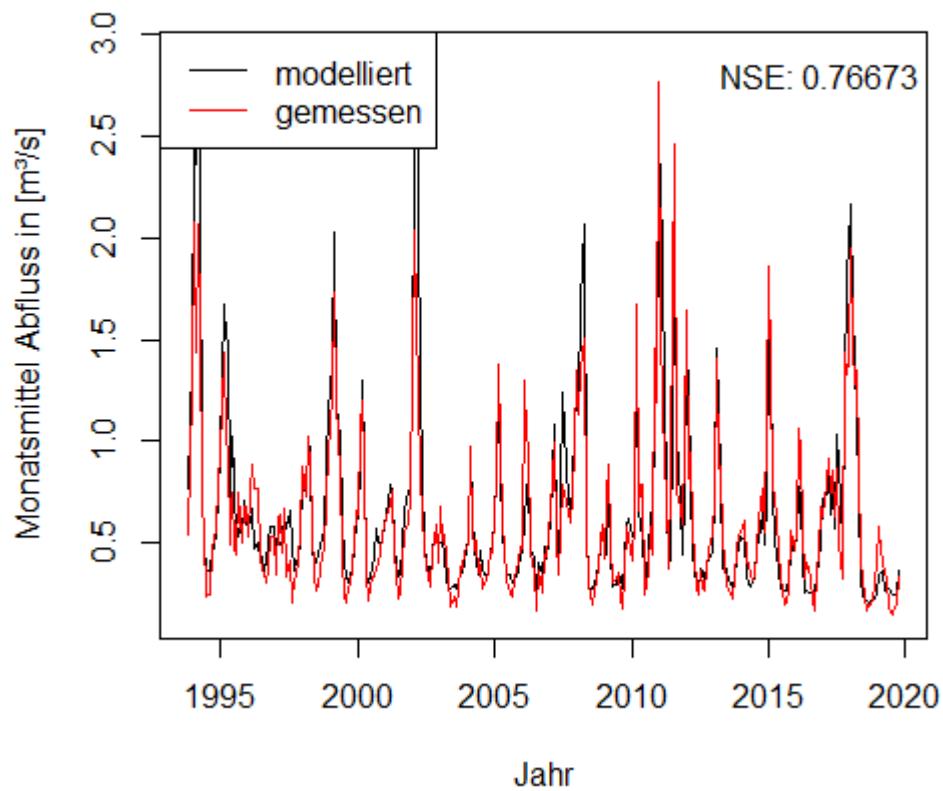 modelliert
gemessen
NSE: 0.76673
Monatsmittel Abfluss in [m³/s]
3.0
2.5
2.0
1.5
1.0
0.5
1995 2000 2005 2010 2015 2020
Jahr